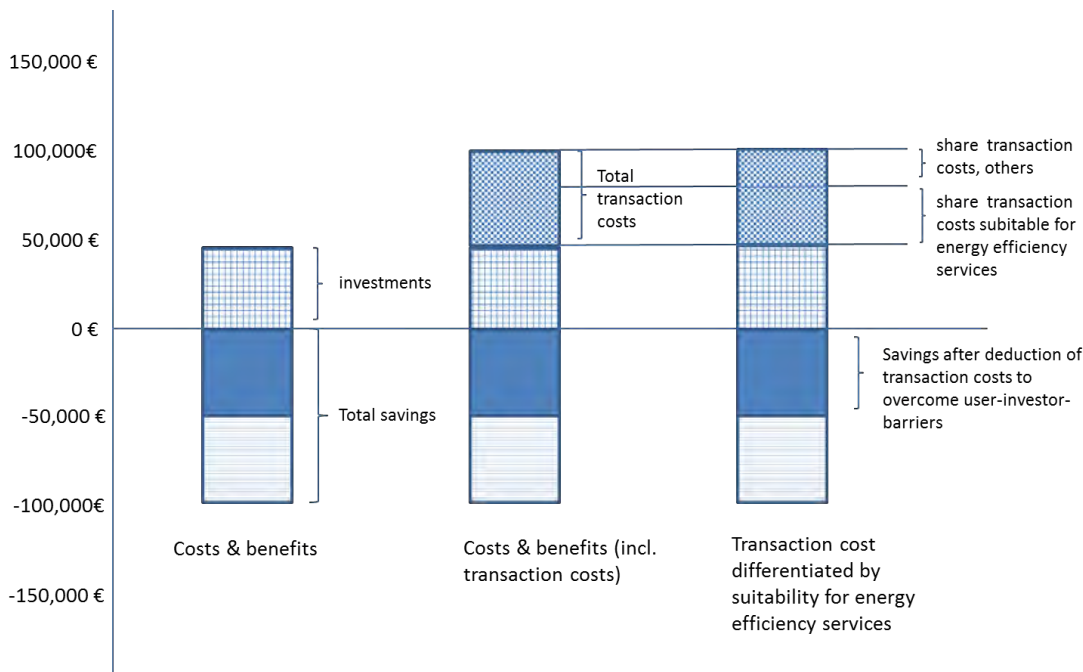 150,000 €
100,000€
50,000 €
0 €
-50,000 €
-100,000€
-150,000 €
investments
Total savings
Total
transaction
costs
share transaction
costs, others
share transaction
costs subitable for
energy efficiency
services
Savings after deduction of
transaction costs to
overcome user-investor-
barriers
Costs & benefits
Costs & benefits (incl.
transaction costs)
Transaction cost
differentiated by
suitability for energy
efficiency services